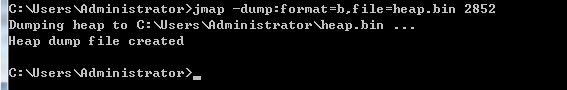 C:\Users\Administrator>jmap -dump:format=b,file=heap.bin 2852
Dumping heap to C:\Users\Administrator\heap.bin ...
Heap dump file created
C:\Users\Administrator>_